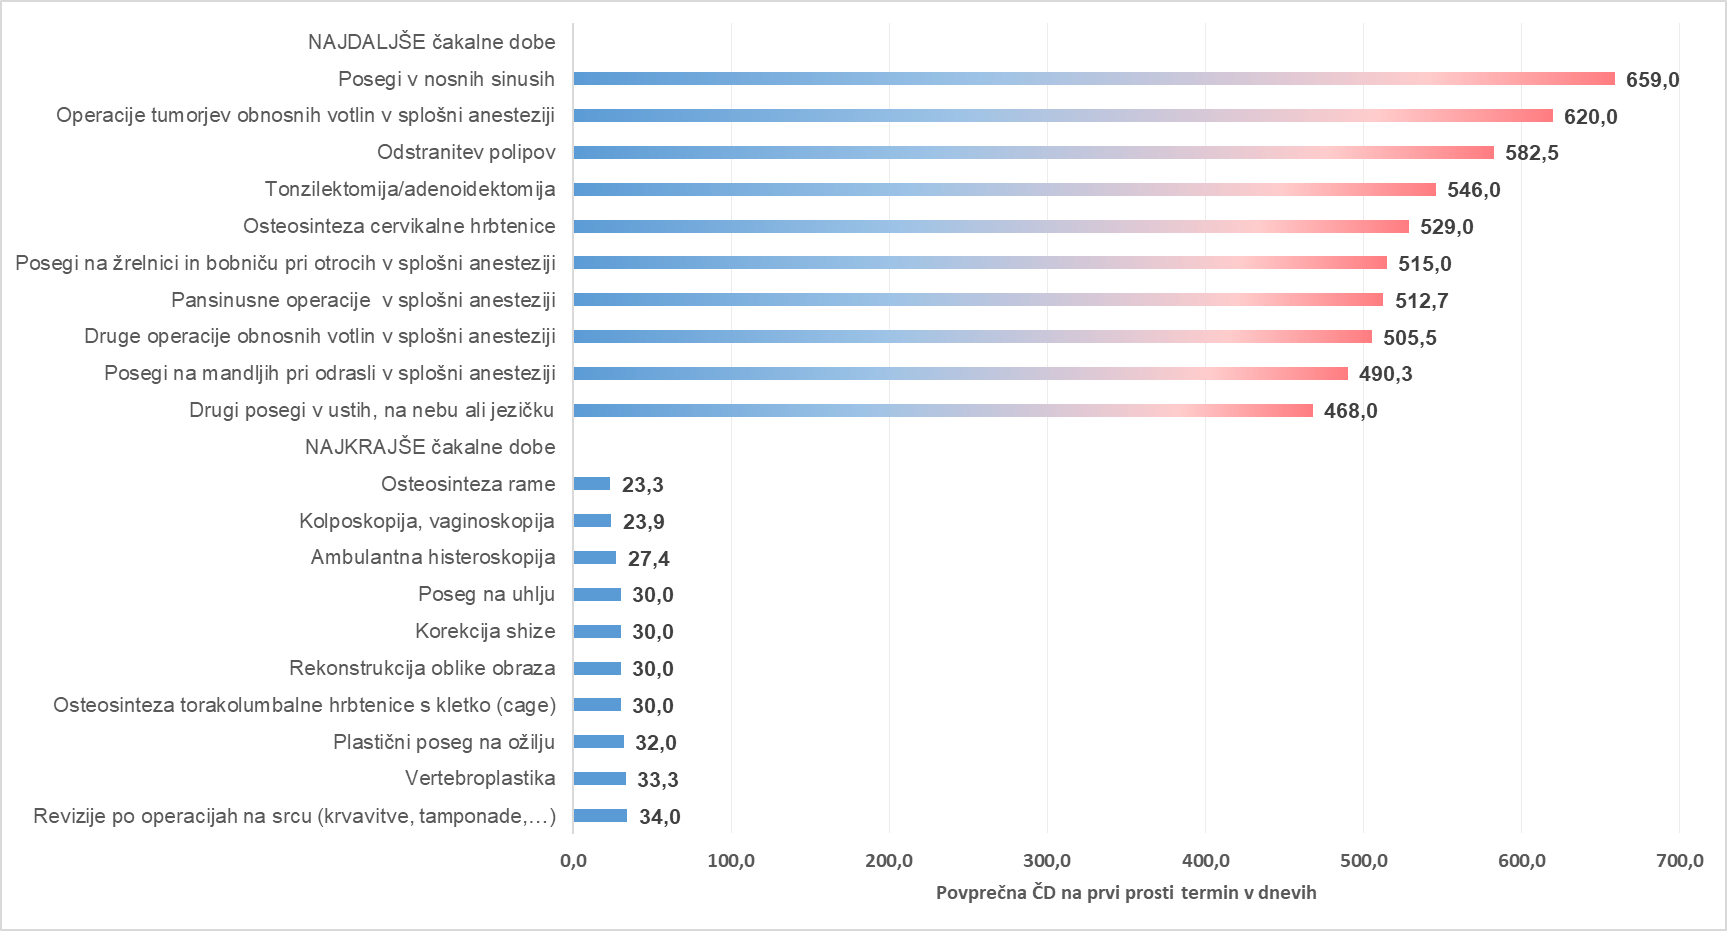 NAJDALJŠE čakalne dobe
Posegi v nosnih sinusih 659,0
Operacije tumorjev obnosnih votlin v splošni anesteziji 620,0
Odstranitev polipov 582,5
Tonzilektomija/adenoidektomija 546,0
Osteosinteza cervikalne hrbtenice 529,0
Posegi na žrelnici in bobniču pri otrocih v splošni anesteziji 515,0
Pansinusne operacije  v splošni anesteziji 512,7
Druge operacije obnosnih votlin v splošni anesteziji 505,5
Posegi na mandljih pri odrasli v splošni anesteziji 490,3
Drugi posegi v ustih, na nebu ali jezičku 468,0
NAJKRAJŠE čakalne dobe
Osteosinteza rame 23,3
Kolposkopija, vaginoskopija 23,9
Ambulantna histeroskopija 27,4
Poseg na uhlju 30,0
Korekcija shize 30,0
Rekonstrukcija oblike obraza 30,0
Osteosinteza torakolumbalne hrbtenice s kletko (cage) 30,0
Plastični poseg na ožilju 32,0
Vertebroplastika 33,3
Revizije po operacijah na srcu (krvavitve, tamponade,…) 34,0
0,0 100,0 200,0 300,0 400,0 500,0 600,0 700,0
Povprečna ČD na prvi prosti termin v dnevih